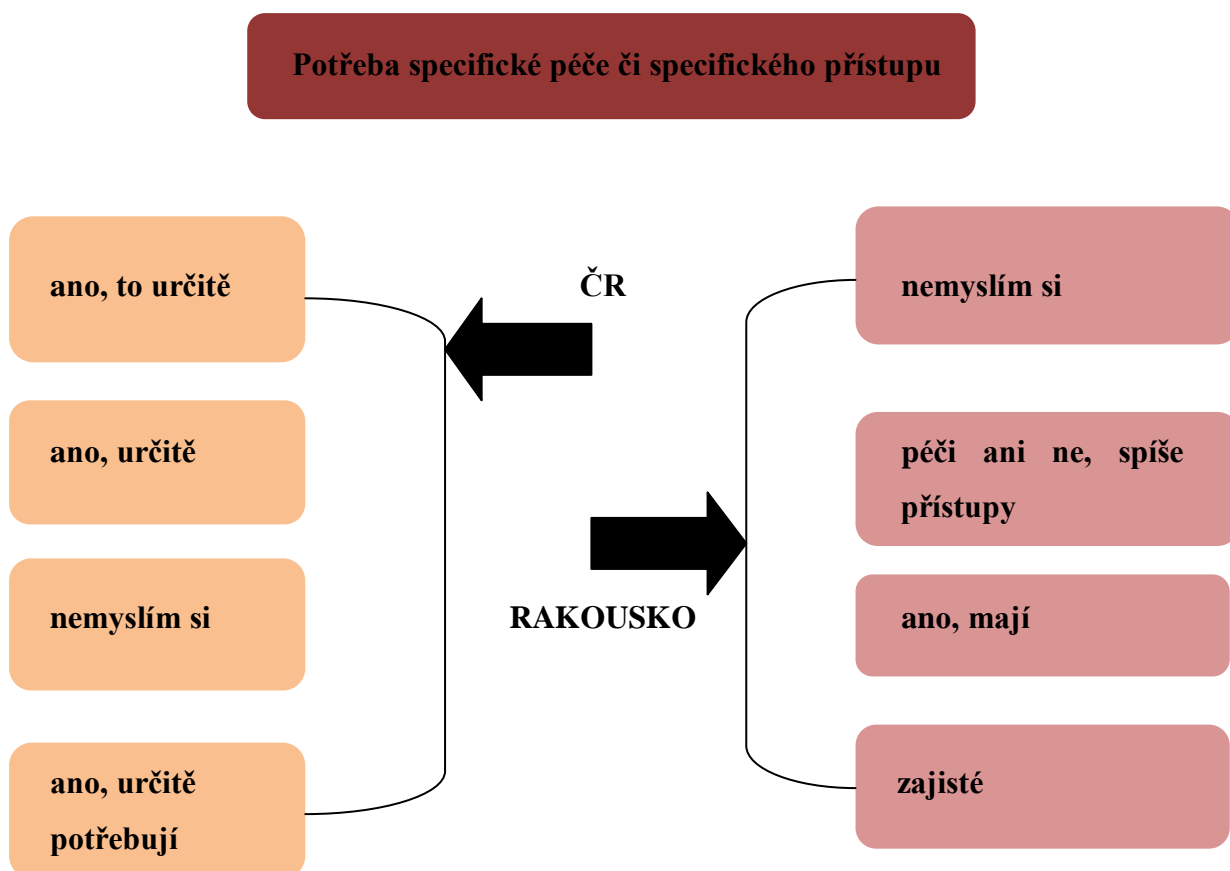 Potřeba specifické péče či specifického přístupu
ano, to určitě
ano, určitě
nemyslím si
ano, určitě
potřebují
ČR
RAKOUSKO
nemyslím si
péči ani ne, spíše
přístupy
ano, mají
zajisté